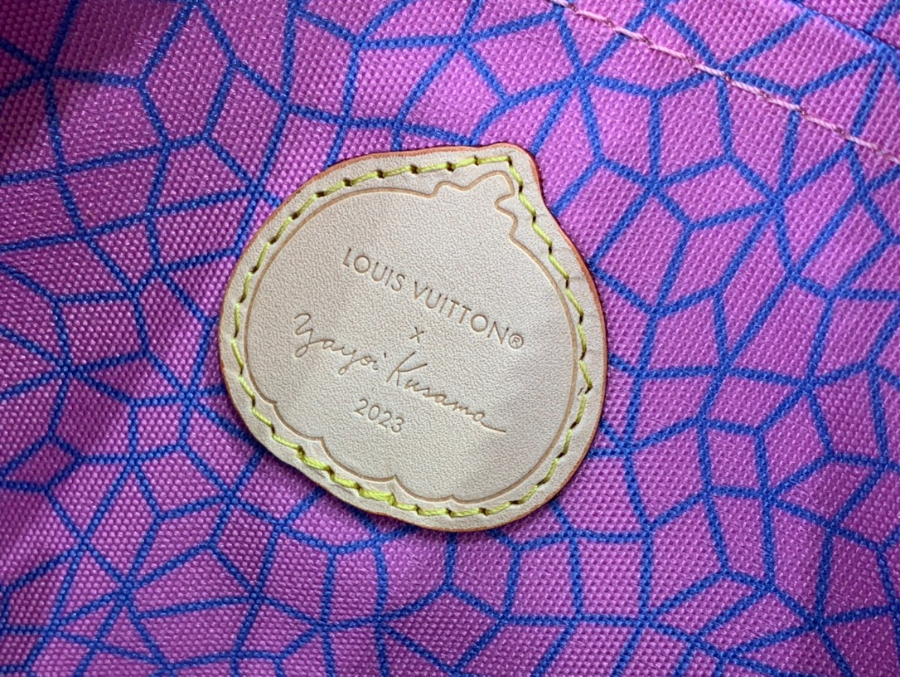 LOUIS VUITTON®
X
Yayoi Kusama
2023